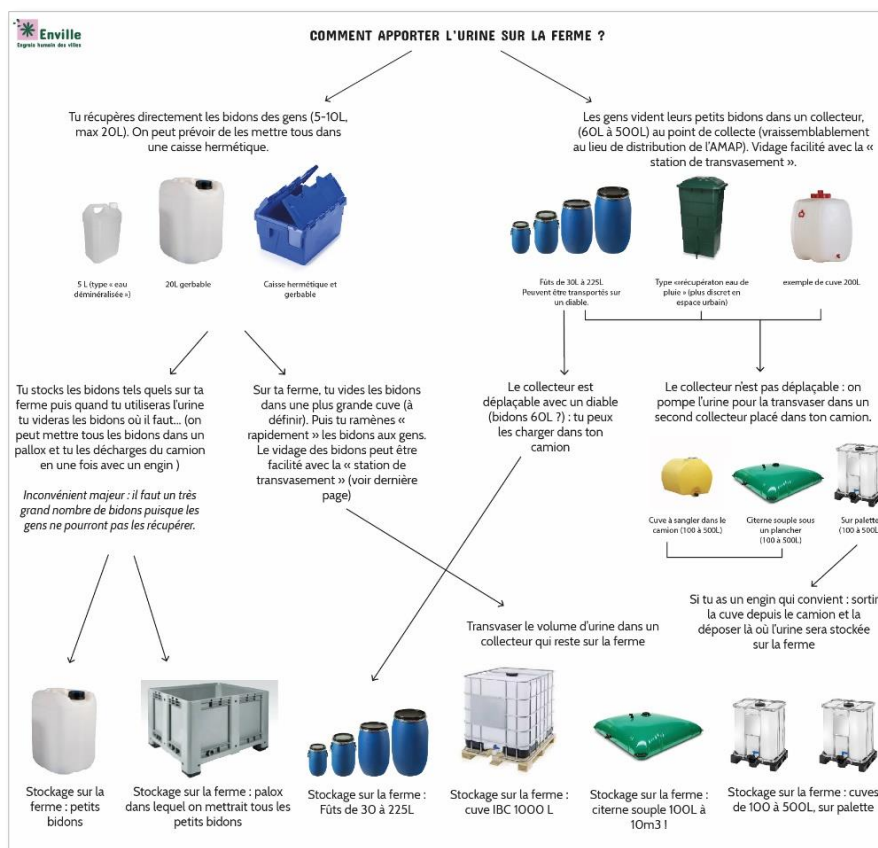 Enville
Engrais humain des villes
COMMENT APPORTER L'URINE SUR LA FERME ?
Tu récupères directement les bidons des gens (5-10L,
max 20L). On peut prévoir de les mettre tous dans
une caisse hermétique.
Les gens vident leurs petits bidons dans un collecteur,
(60L à 500L) au point de collecte (vraissemblablement
au lieu de distribution de l'AMAP). Vidage facilité avec la «
station de transvasement ».
5 L (type « eau
déminéralisée »)
20L gerbable
Caisse hermétique et
gerbable
Fûts de 30L à 225L
Peuvent être transportés sur
un diable.
Type «récupératon eau de
pluie » (plus discret en
espace urbain)
exemple de cuve 200L
Tu stocks les bidons tels quels sur ta
ferme puis quand tu utiliseras l'urine
tu videras les bidons où il faut... (on
peut mettre tous les bidons dans un
pallox et tu les décharges du camion
en une fois avec un engin )
Inconvénient majeur : il faut un très
grand nombre de bidons puisque les
gens ne pourront pas les récupérer.
Sur ta ferme, tu vides les bidons
dans une plus grande cuve (à
définir). Puis tu ramènes «
rapidement » les bidons aux gens.
Le vidage des bidons peut être
facilité avec la « station de
transvasement » (voir dernière
page)
Le collecteur est
déplaçable avec un diable
(bidons 60L ?) : tu peux
les charger dans ton
camion
Le collecteur n'est pas déplaçable : on
pompe l'urine pour la transvaser dans un
second collecteur placé dans ton camion.
Cuve à sangler dans le
camion (100 à 500L)
Citerne souple sous
un plancher
(100 à 500L)
Sur palette
(100 à 500L
Si tu as un engin qui convient : sortir
la cuve depuis le camion et la
déposer là où l'urine sera stockée
sur la ferme
Transvaser le volume d'urine dans un
collecteur qui reste sur la ferme
Stockage sur la
ferme : petits
bidons
Stockage sur la ferme : palox
dans lequel on mettrait tous les
petits bidons
Stockage sur la ferme :
Fûts de 30 à 225L
Stockage sur la ferme :
cuve IBC 1000 L
Stockage sur la ferme :
citerne souple 100L à
10m3 !
Stockage sur la ferme : cuves
de 100 à 500L, sur palette